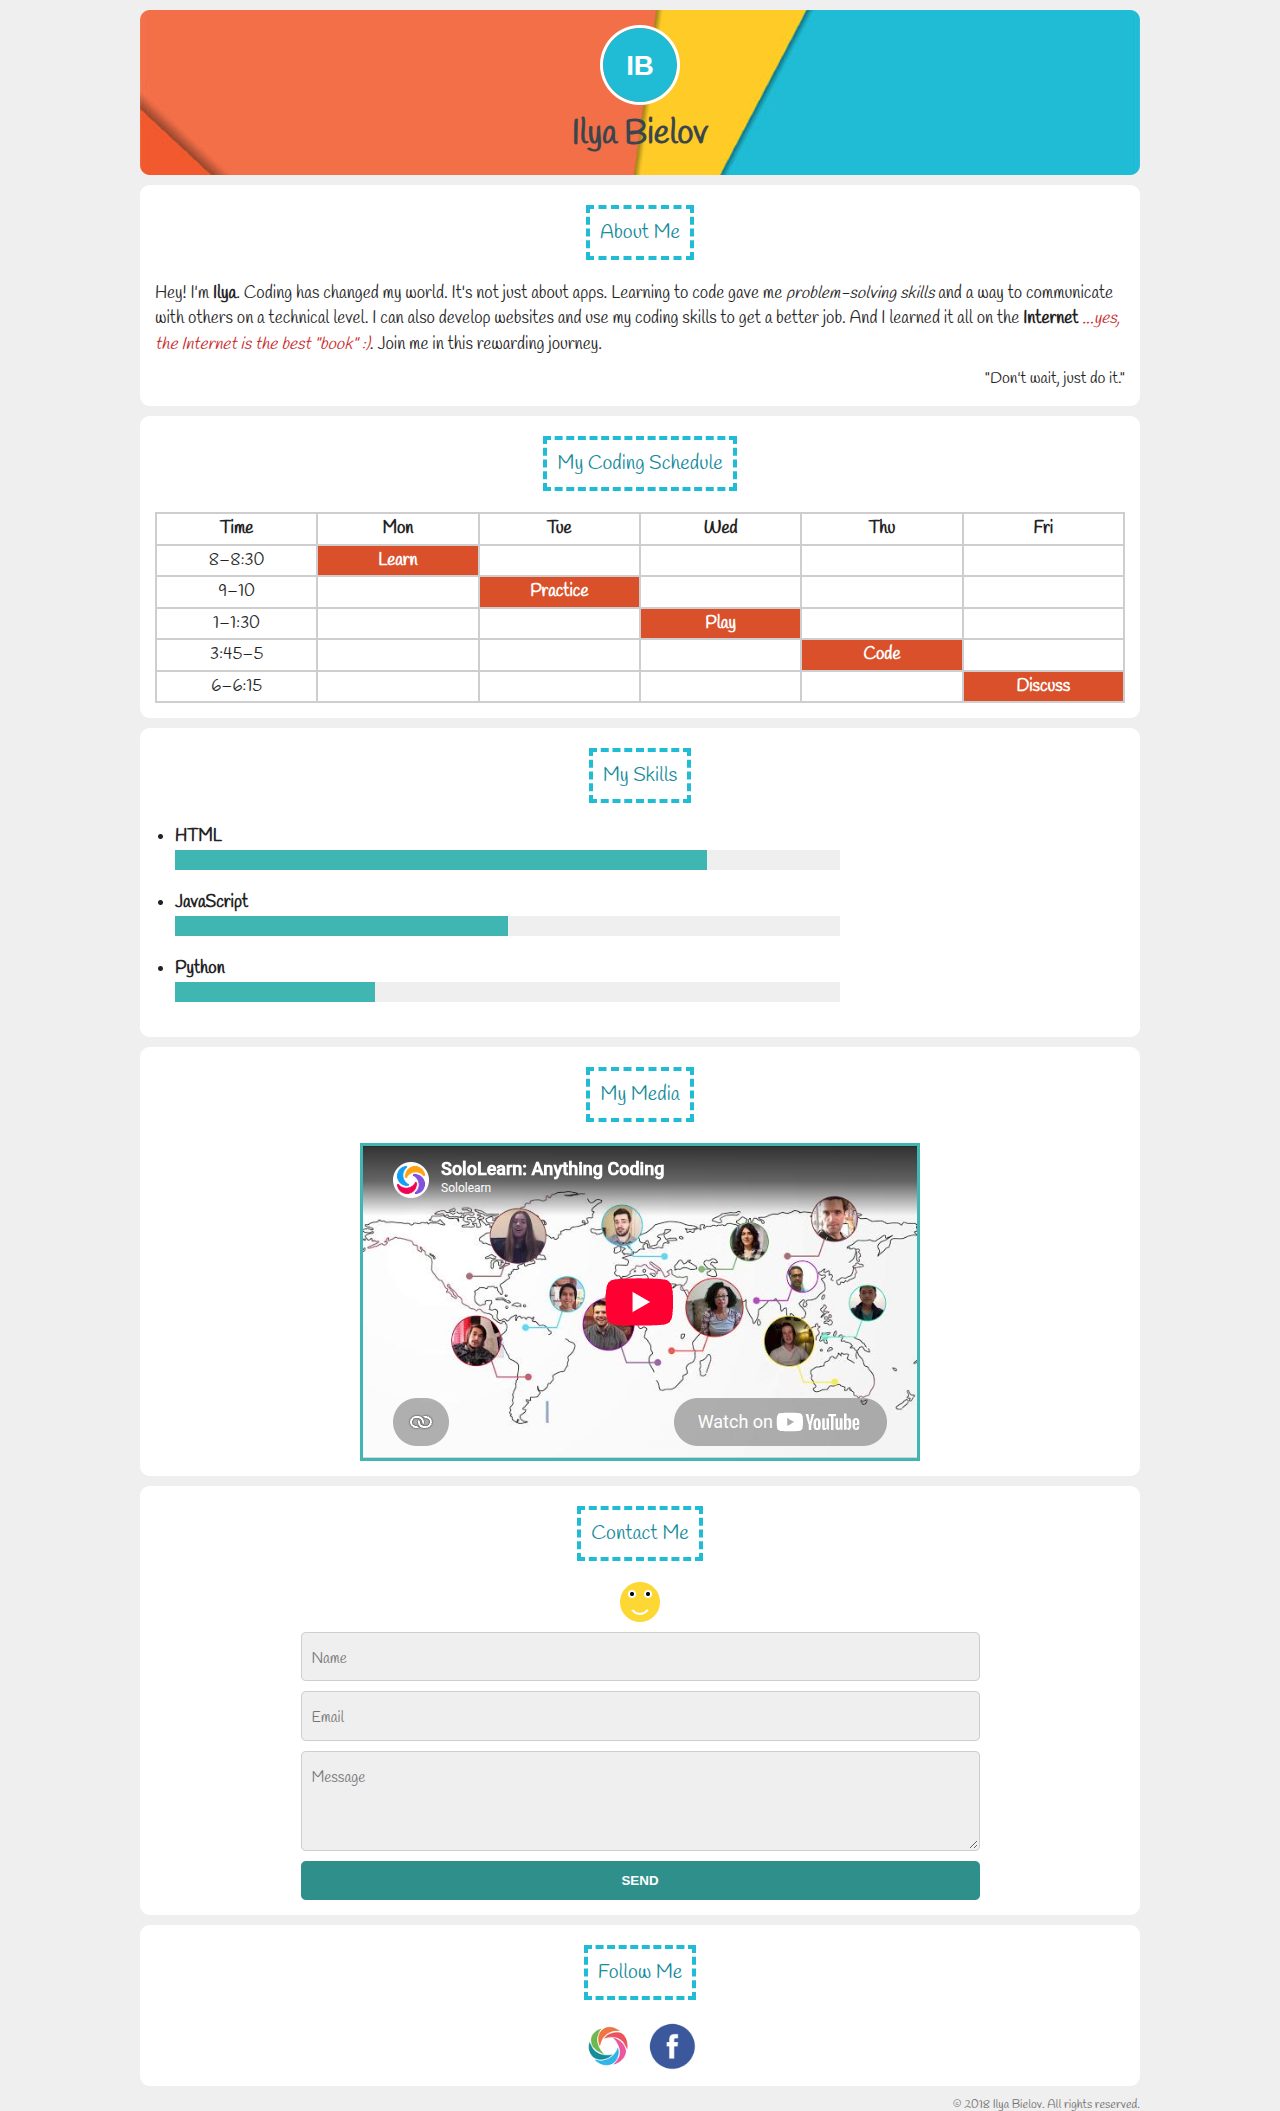 IB
Ilya Bielov
About Me
Hey! I'm Ilya. Coding has changed my world. It's not just about apps. Learning to code gave me problem-solving skills and a way to communicate
with others on a technical level. I can also develop websites and use my coding skills to get a better job. And I learned it all on the Internet ...yes,
the Internet is the best "book" :). Join me in this rewarding journey.
"Don't wait, just do it."
My Coding Schedule
Time Mon Tue Wed Thu Fri
8–8:30 Learn
9–10 Practice
1–1:30 Play
3:45–5 Code
6–6:15 Discuss
My Skills
HTML
JavaScript
Python
My Media
SoloLearn: Anything Coding
Sololearn
Watch on YouTube
Contact Me
Name
Email
Message
SEND
Follow Me
f
© 2018 Ilya Bielov. All rights reserved.